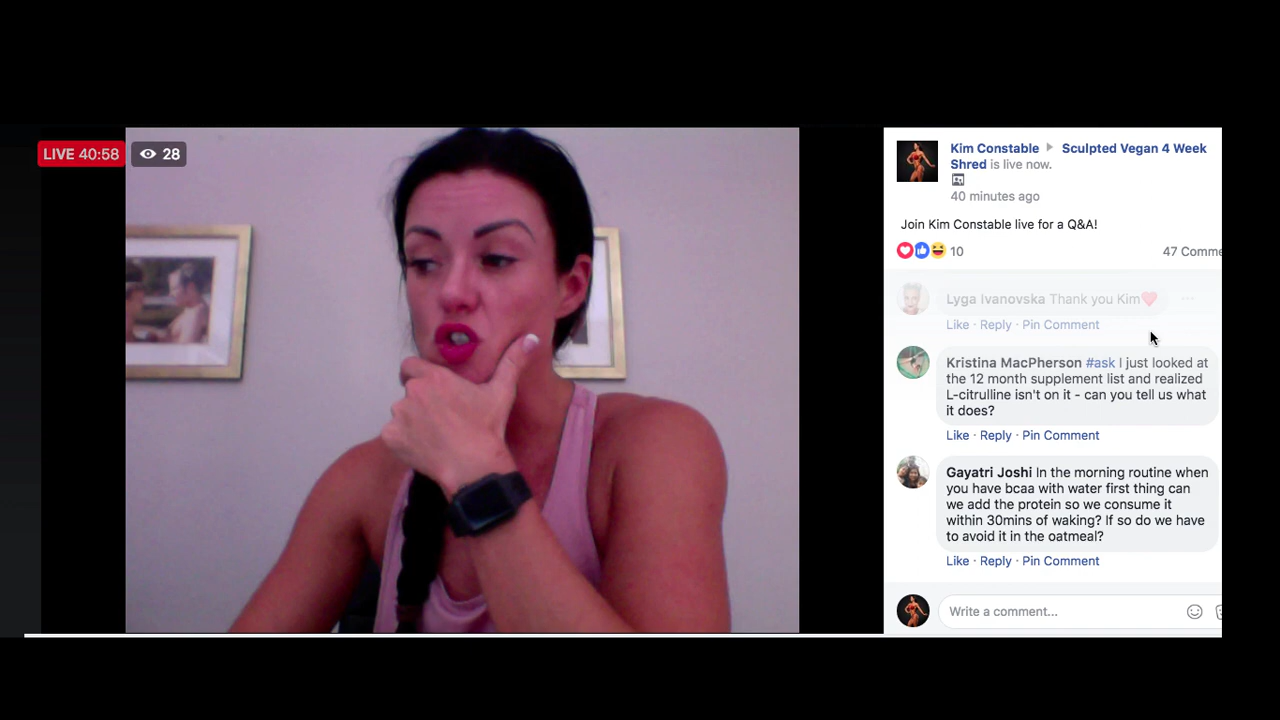 LIVE 40:58
28
Kim Constable Sculpted Vegan 4 Week
Shred is live now.
40 minutes ago
Join Kim Constable live for a Q&A!
10
47 Comme
Lyga Ivanovska Thank you Kim❤️
Like · Reply · Pin Comment
Kristina MacPherson #ask I just looked at
the 12 month supplement list and realized
L-citrulline isn't on it - can you tell us what
it does?
Like · Reply · Pin Comment
Gayatri Joshi In the morning routine when
you have bcaa with water first thing can
we add the protein so we consume it
within 30mins of waking? If so do we have
to avoid it in the oatmeal?
Like · Reply · Pin Comment
Write a comment...